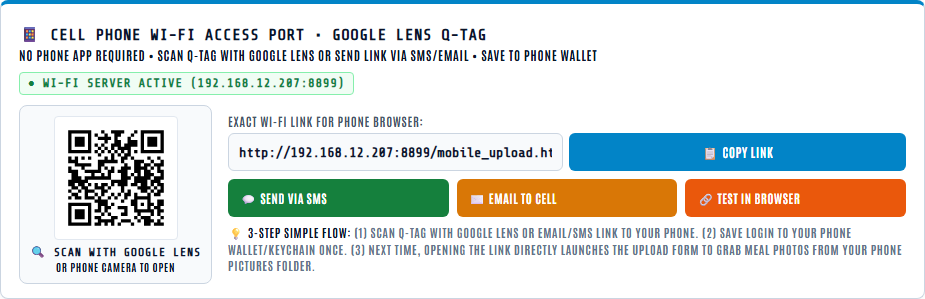 CELL PHONE WI-FI ACCESS PORT • GOOGLE LENS Q-TAG
NO PHONE APP REQUIRED • SCAN Q-TAG WITH GOOGLE LENS OR SEND LINK VIA SMS/EMAIL • SAVE TO PHONE WALLET
● WI-FI SERVER ACTIVE (192.168.12.207:8899)
SCAN WITH GOOGLE LENS
OR PHONE CAMERA TO OPEN
EXACT WI-FI LINK FOR PHONE BROWSER:
http://192.168.12.207:8899/mobile_upload.ht
COPY LINK
SEND VIA SMS
EMAIL TO CELL
TEST IN BROWSER
3-STEP SIMPLE FLOW: (1) SCAN Q-TAG WITH GOOGLE LENS OR EMAIL/SMS LINK TO YOUR PHONE. (2) SAVE LOGIN TO YOUR PHONE
WALLET/KEYCHAIN ONCE. (3) NEXT TIME, OPENING THE LINK DIRECTLY LAUNCHES THE UPLOAD FORM TO GRAB MEAL PHOTOS FROM YOUR PHONE
PICTURES FOLDER.